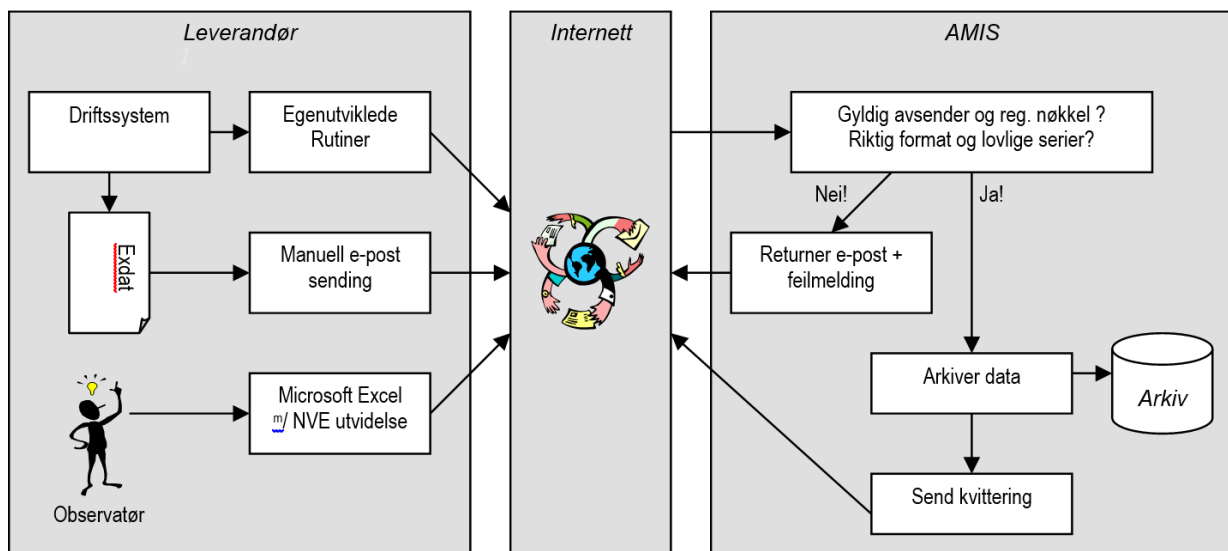 Leverandør
Internett
AMIS
Driftssystem
Egenutviklede
Rutiner
Exdat
Manuell e-post
sending
Microsoft Excel
m/ NVE utvidelse
Observatør
Gyldig avsender og reg. nøkkel ?
Riktig format og lovlige serier?
Nei!
Ja!
Returner e-post +
feilmelding
Arkiver data
Arkiv
Send kvittering